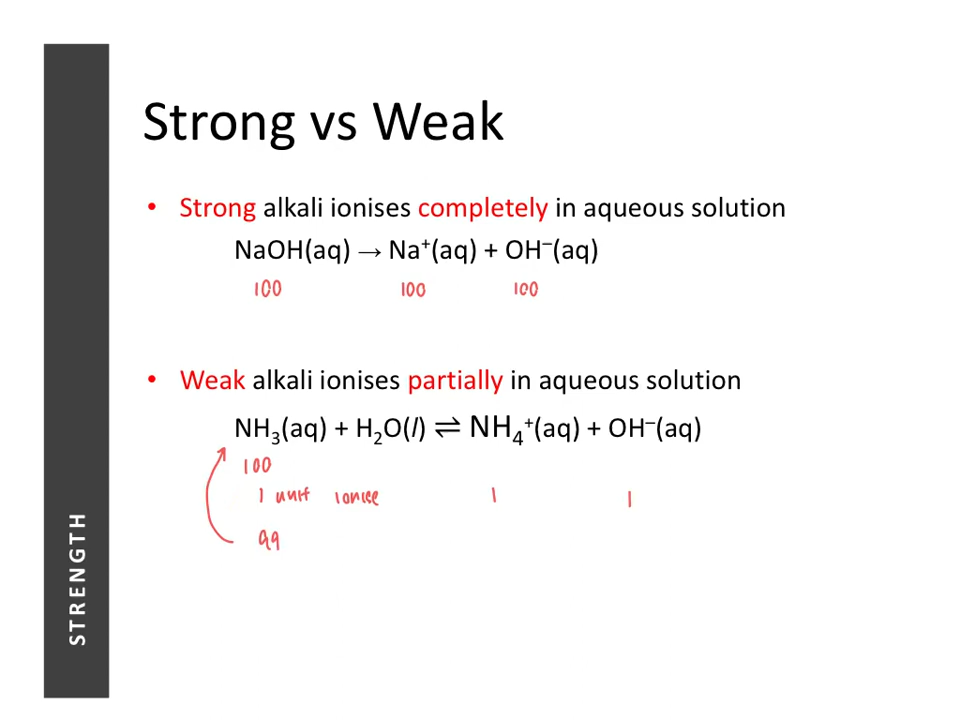 Strong vs Weak
• Strong alkali ionises completely in aqueous solution
NaOH(aq) → Na⁺(aq) + OH⁻(aq)
100 100 100
• Weak alkali ionises partially in aqueous solution
NH₃(aq) + H₂O(l) ⇌ NH₄⁺(aq) + OH⁻(aq)
100
1 unit ionise 1 1
99
STRENGTH